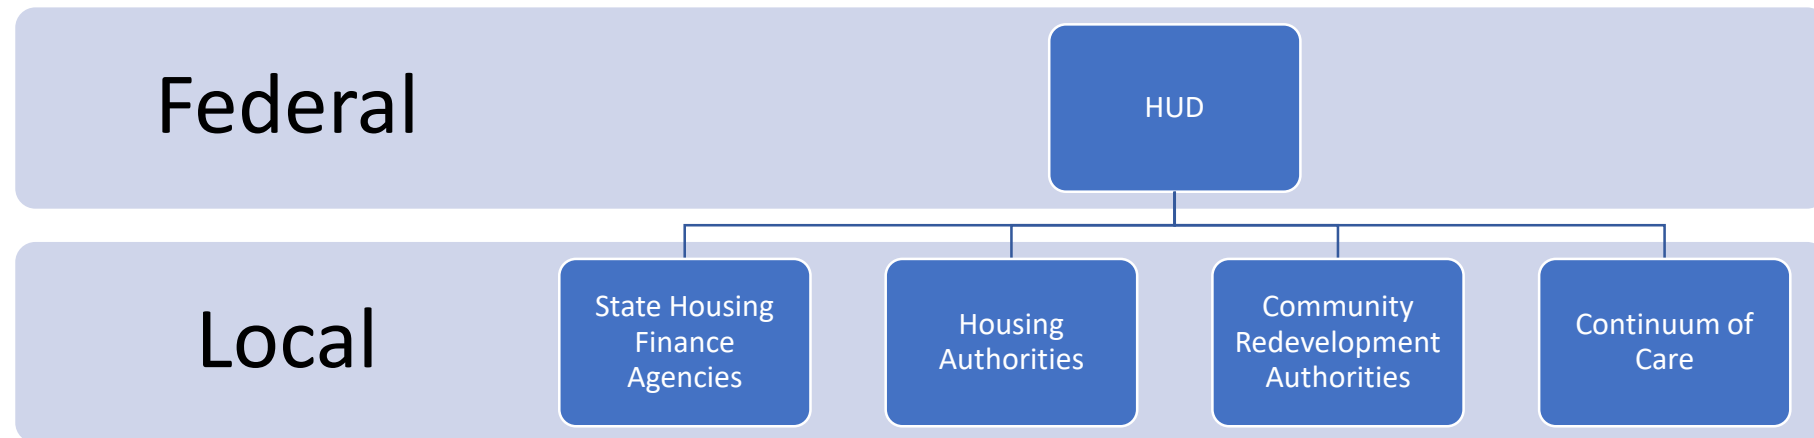 Federal
HUD
Local
State Housing
Finance
Agencies
Housing
Authorities
Community
Redevelopment
Authorities
Continuum of
Care